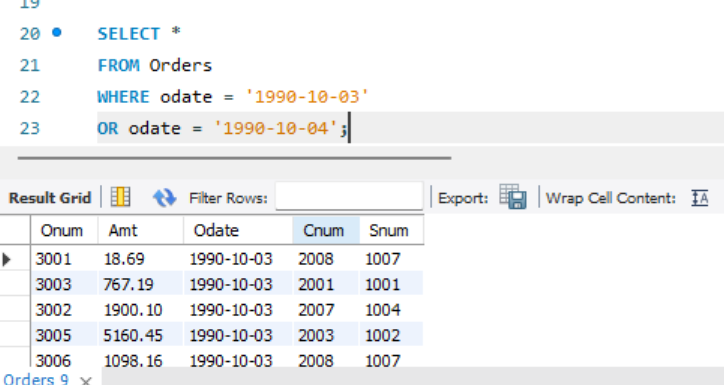 19
20 SELECT *
21 FROM Orders
22 WHERE odate = '1990-10-03'
23 OR odate = '1990-10-04';
Result Grid Filter Rows: Export: Wrap Cell Content:
Onum Amt Odate Cnum Snum
3001 18.69 1990-10-03 2008 1007
3003 767.19 1990-10-03 2001 1001
3002 1900.10 1990-10-03 2007 1004
3005 5160.45 1990-10-03 2003 1002
3006 1098.16 1990-10-03 2008 1007
Orders 9